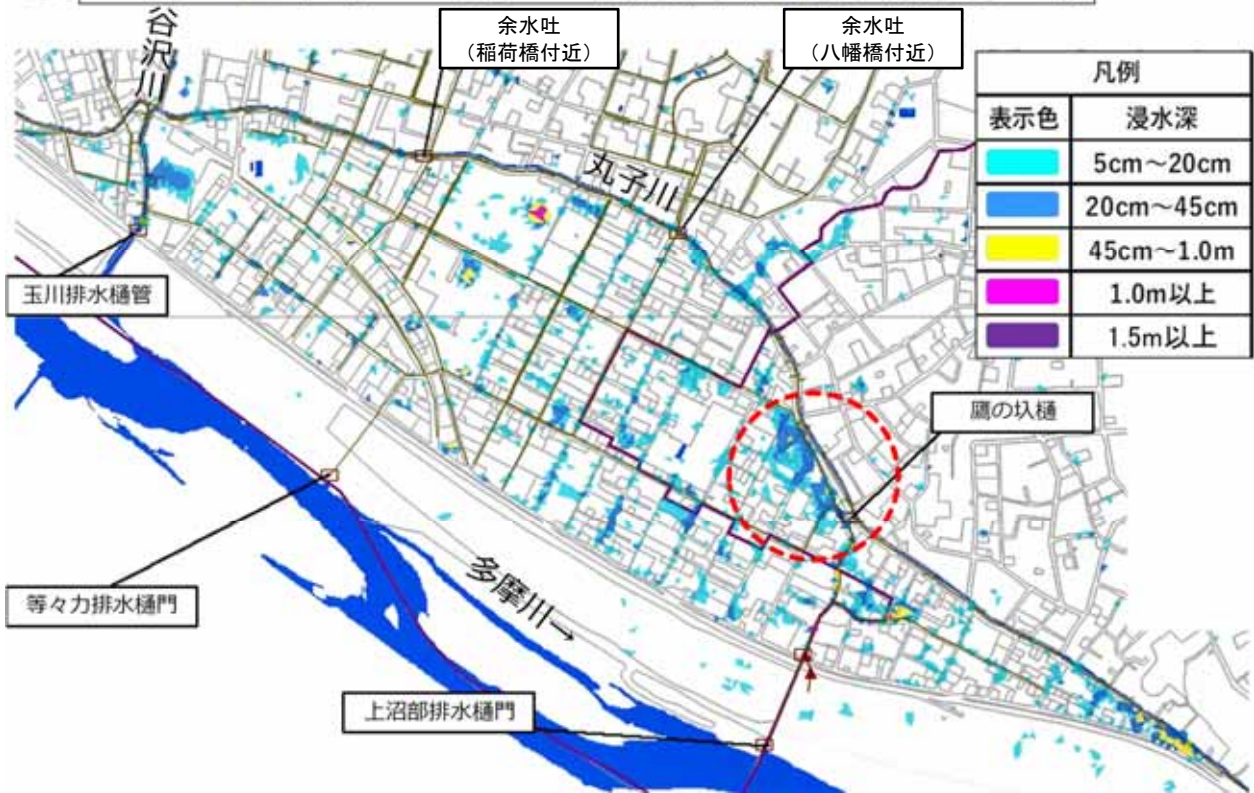 谷沢川
余水吐
（稲荷橋付近）
余水吐
（八幡橋付近）
凡例
表示色 浸水深
5cm～20cm
20cm～45cm
45cm～1.0m
1.0m以上
1.5m以上
丸子川
玉川排水樋管
鷹の圦樋
等々力排水樋門
多摩川→
上沼部排水樋門